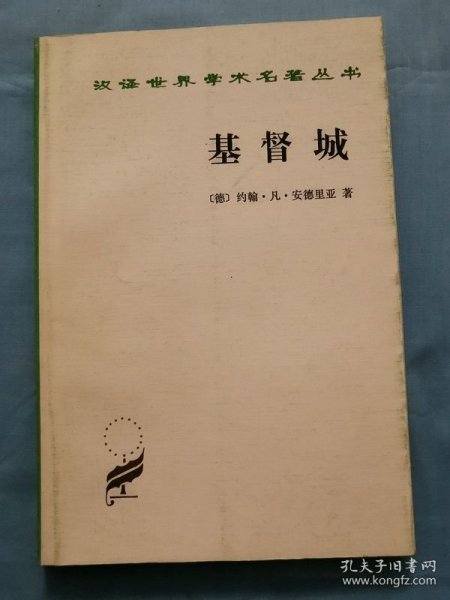 汉译世界学术名著丛书
基督城
〔德〕约翰·凡·安德里亚 著
孔夫子旧书网
www.kongfz.com